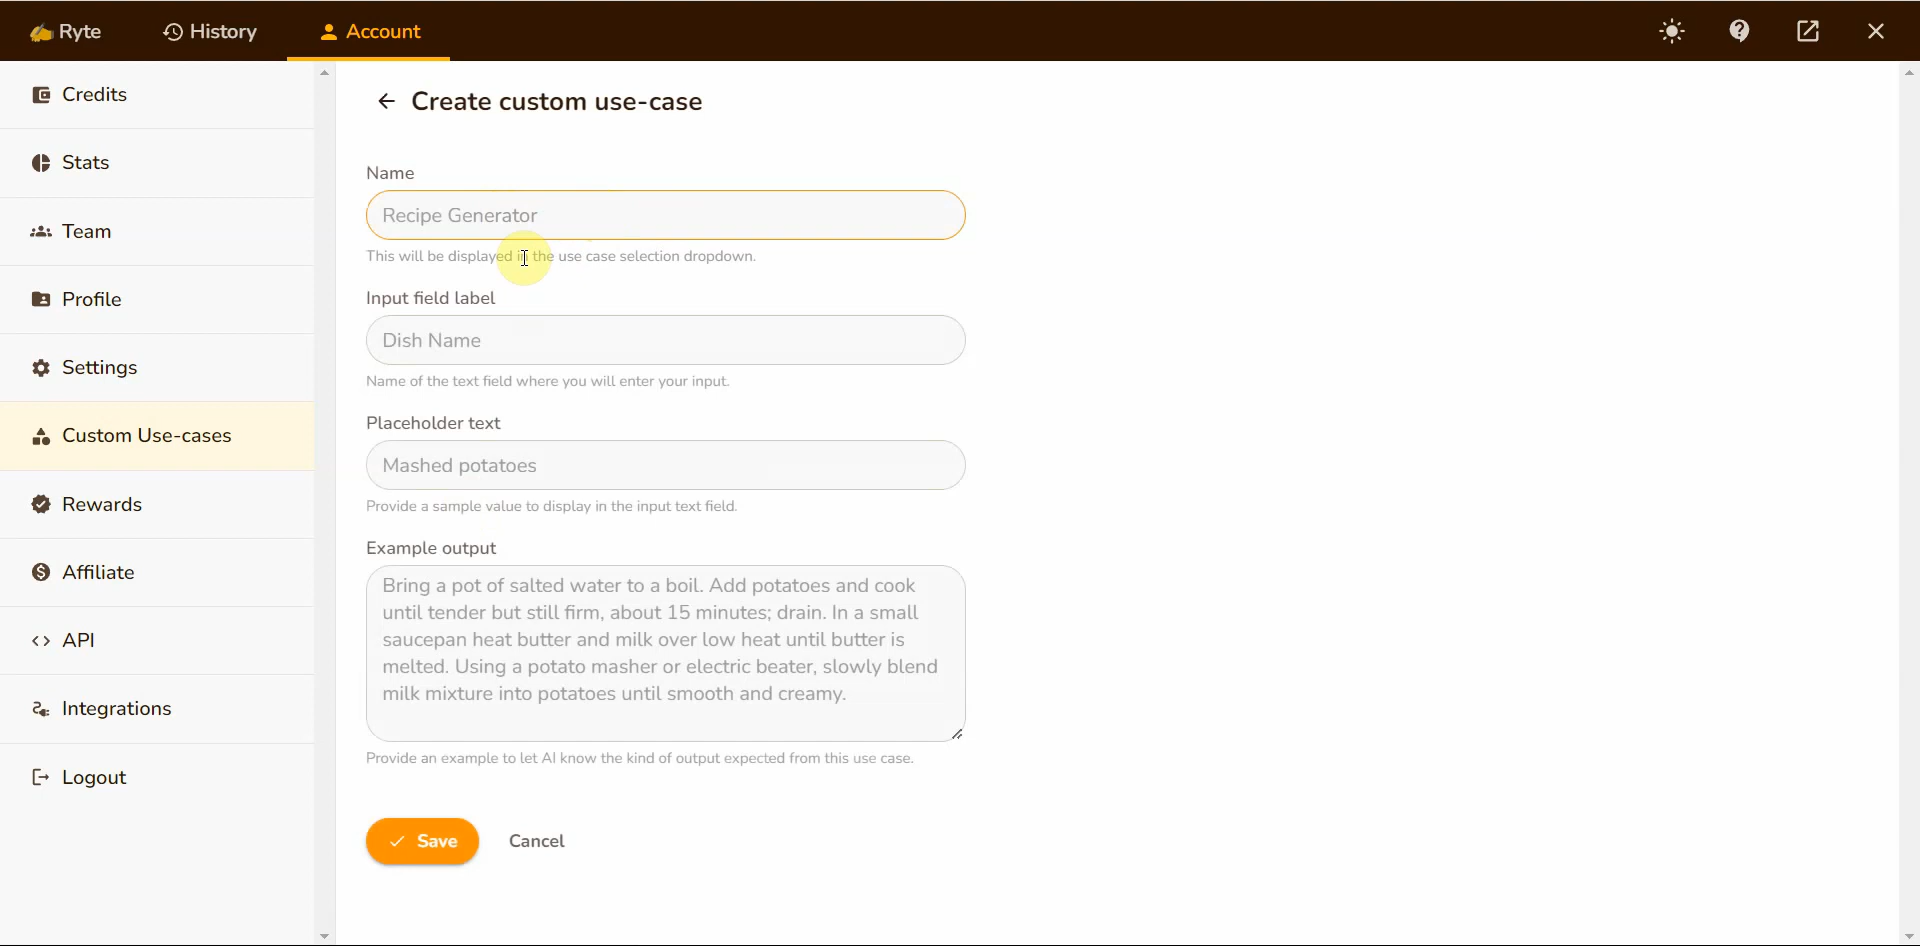 Ryte
History
Account
Credits
Stats
Team
Profile
Settings
Custom Use-cases
Rewards
Affiliate
API
Integrations
Logout
Create custom use-case
Name
Recipe Generator
This will be displayed in the use case selection dropdown.
Input field label
Dish Name
Name of the text field where you will enter your input.
Placeholder text
Mashed potatoes
Provide a sample value to display in the input text field.
Example output
Bring a pot of salted water to a boil. Add potatoes and cook
until tender but still firm, about 15 minutes; drain. In a small
saucepan heat butter and milk over low heat until butter is
melted. Using a potato masher or electric beater, slowly blend
milk mixture into potatoes until smooth and creamy.
Provide an example to let AI know the kind of output expected from this use case.
Save
Cancel